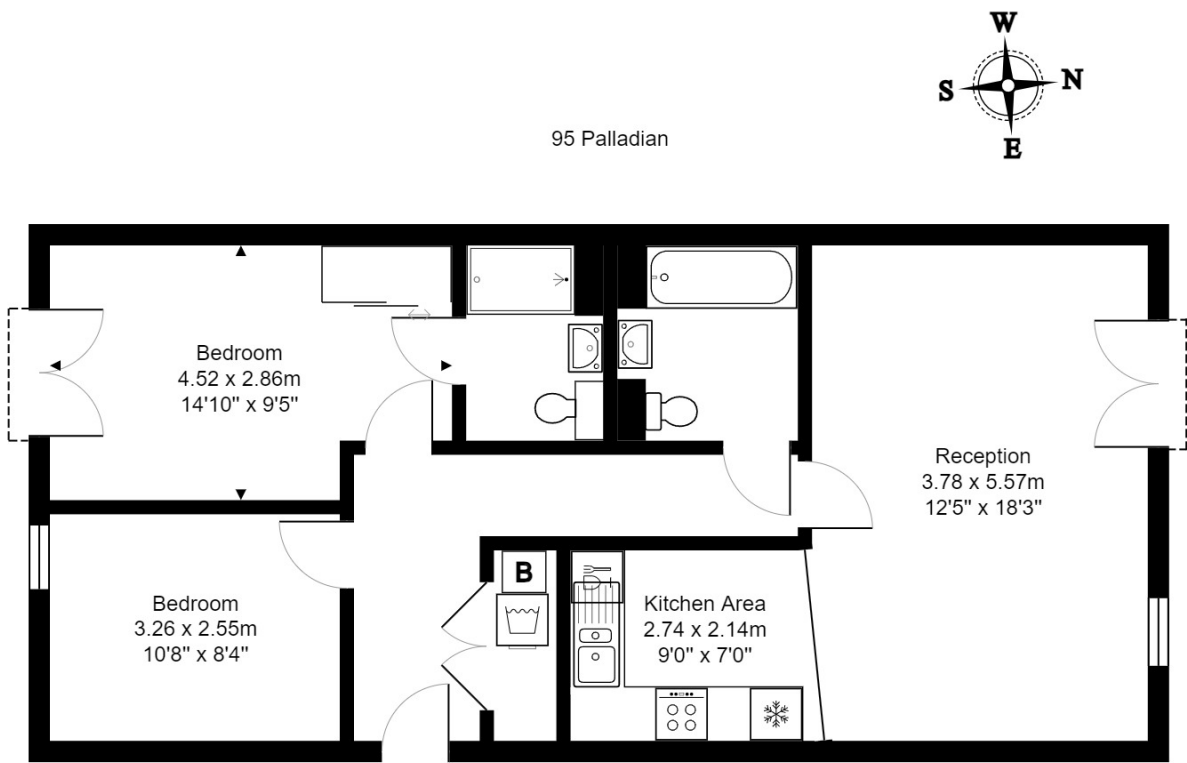 W
S N
E
95 Palladian
Bedroom
4.52 x 2.86m
14'10" x 9'5"
Reception
3.78 x 5.57m
12'5" x 18'3"
B
Bedroom
3.26 x 2.55m
10'8" x 8'4"
Kitchen Area
2.74 x 2.14m
9'0" x 7'0"